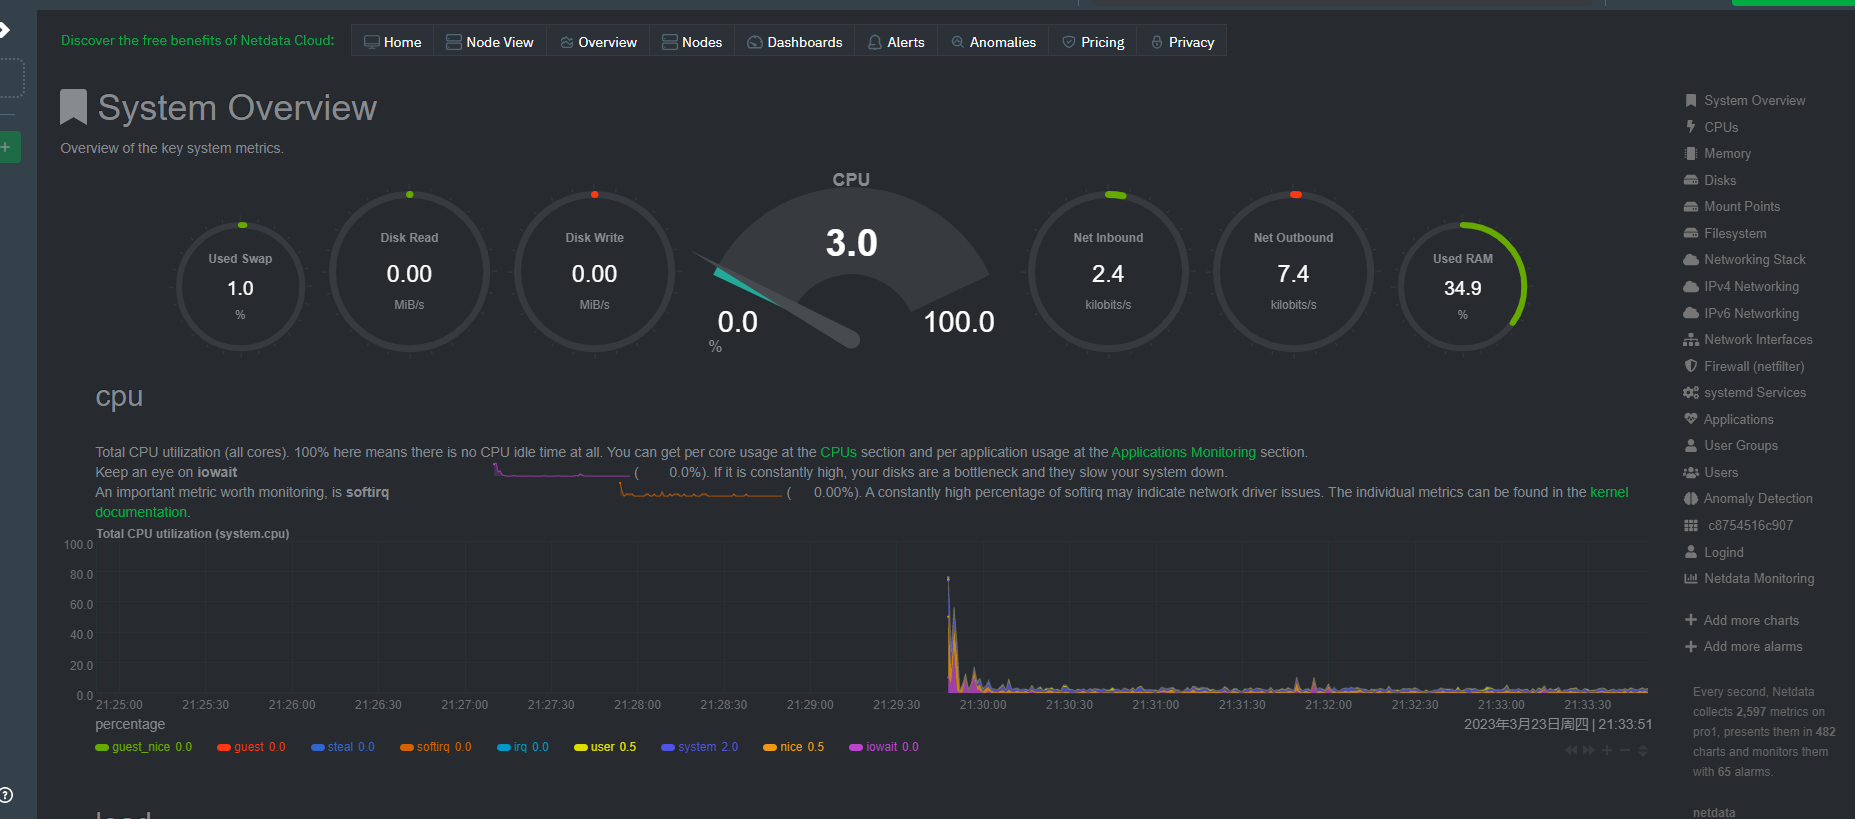 Discover the free benefits of Netdata Cloud: Home Node View Overview Nodes Dashboards Alerts Anomalies Pricing Privacy
System Overview
Overview of the key system metrics.
Used Swap
1.0
%
Disk Read
0.00
MiB/s
Disk Write
0.00
MiB/s
CPU
3.0
0.0
100.0
%
Net Inbound
2.4
kilobits/s
Net Outbound
7.4
kilobits/s
Used RAM
34.9
%
cpu
Total CPU utilization (all cores). 100% here means there is no CPU idle time at all. You can get per core usage at the CPUs section and per application usage at the Applications Monitoring section.
Keep an eye on iowait ( 0.0%). If it is constantly high, your disks are a bottleneck and they slow your system down.
An important metric worth monitoring, is softirq ( 0.00%). A constantly high percentage of softirq may indicate network driver issues. The individual metrics can be found in the kernel
documentation.
Total CPU utilization (system.cpu)
100.0
80.0
60.0
40.0
20.0
0.0
21:25:00 21:25:30 21:26:00 21:26:30 21:27:00 21:27:30 21:28:00 21:28:30 21:29:00 21:29:30 21:30:00 21:30:30 21:31:00 21:31:30 21:32:00 21:32:30 21:33:00 21:33:30
percentage
2023年3月23日周四 | 21:33:51
guest_nice 0.0 guest 0.0 steal 0.0 softirq 0.0 irq 0.0 user 0.5 system 2.0 nice 0.5 iowait 0.0
load
System Overview
CPUs
Memory
Disks
Mount Points
Filesystem
Networking Stack
IPv4 Networking
IPv6 Networking
Network Interfaces
Firewall (netfilter)
systemd Services
Applications
User Groups
Users
Anomaly Detection
c8754516c907
Logind
Netdata Monitoring
Add more charts
Add more alarms
Every second, Netdata
collects 2,597 metrics on
pro1, presents them in 482
charts and monitors them
with 65 alarms.
netdata